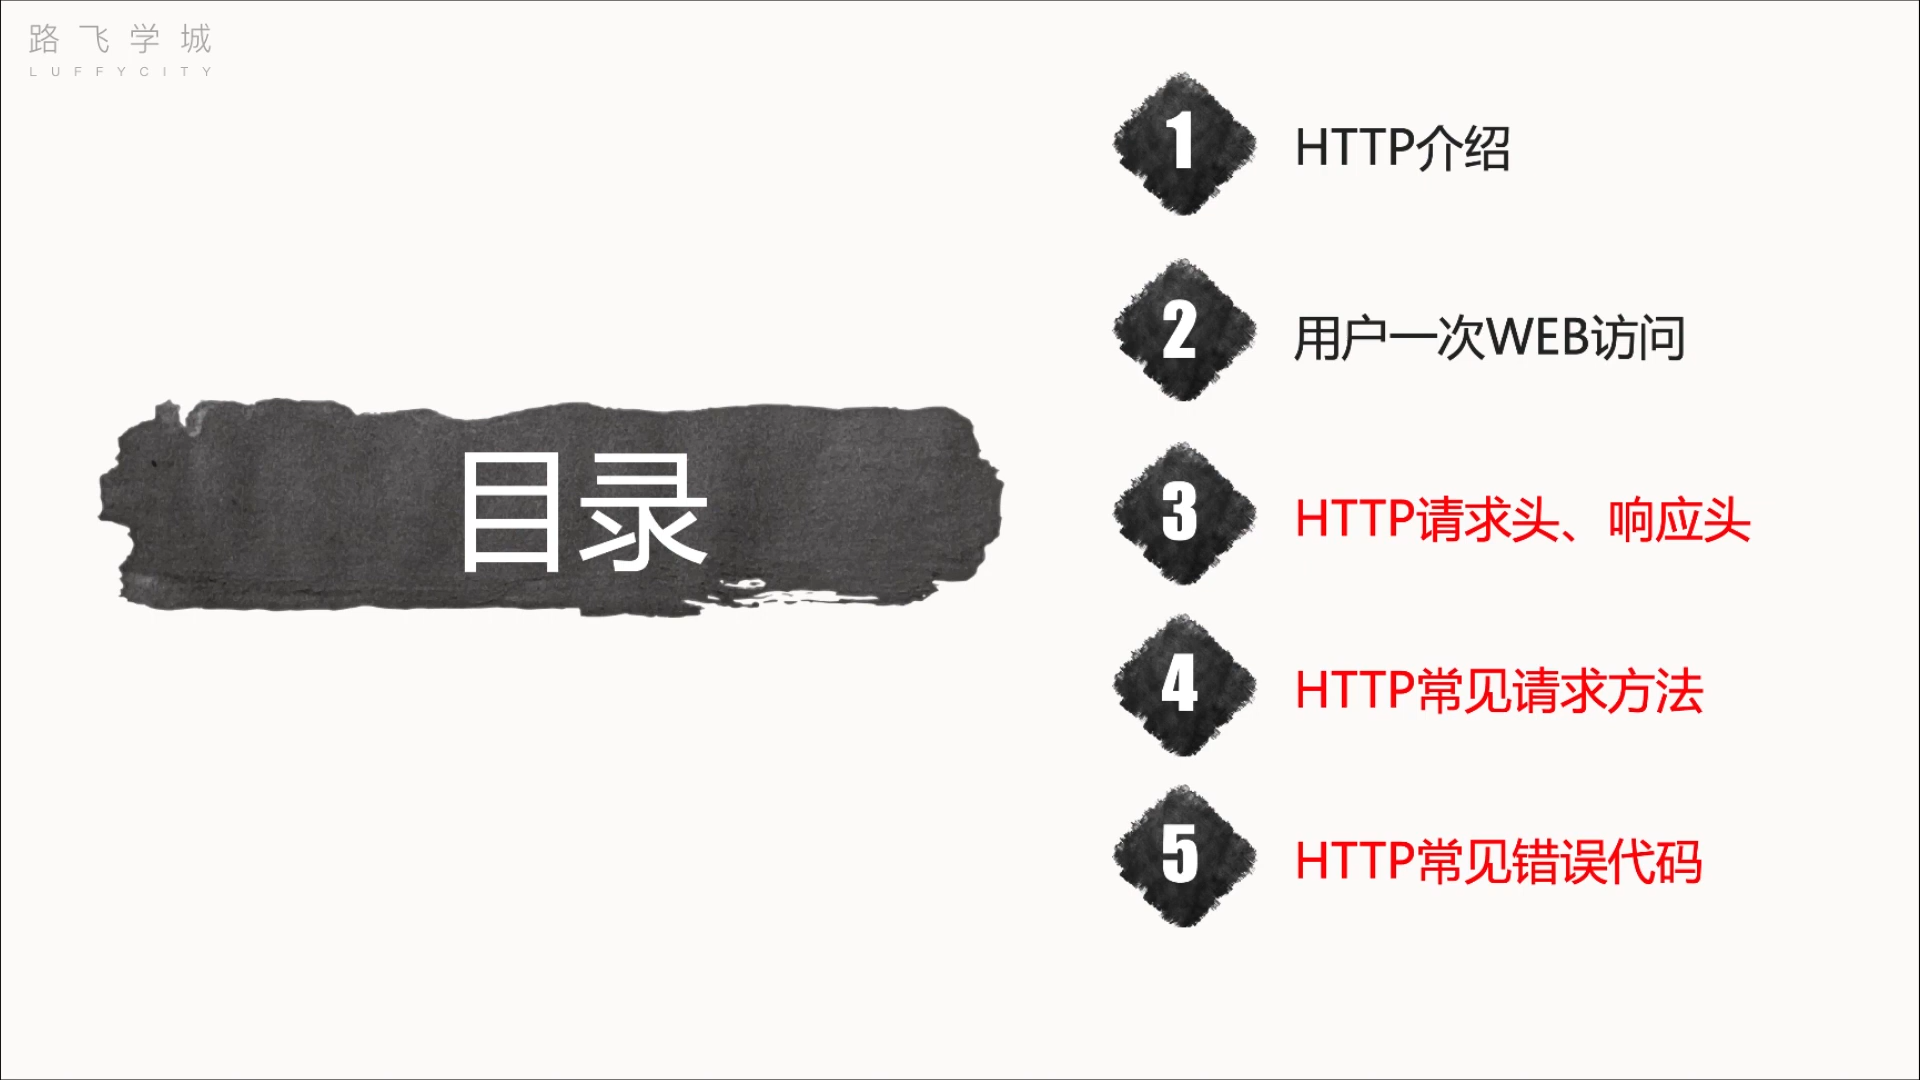 路飞学城
LUFFYCITY
目录
1
HTTP介绍
2
用户一次WEB访问
3
HTTP请求头、响应头
4
HTTP常见请求方法
5
HTTP常见错误代码